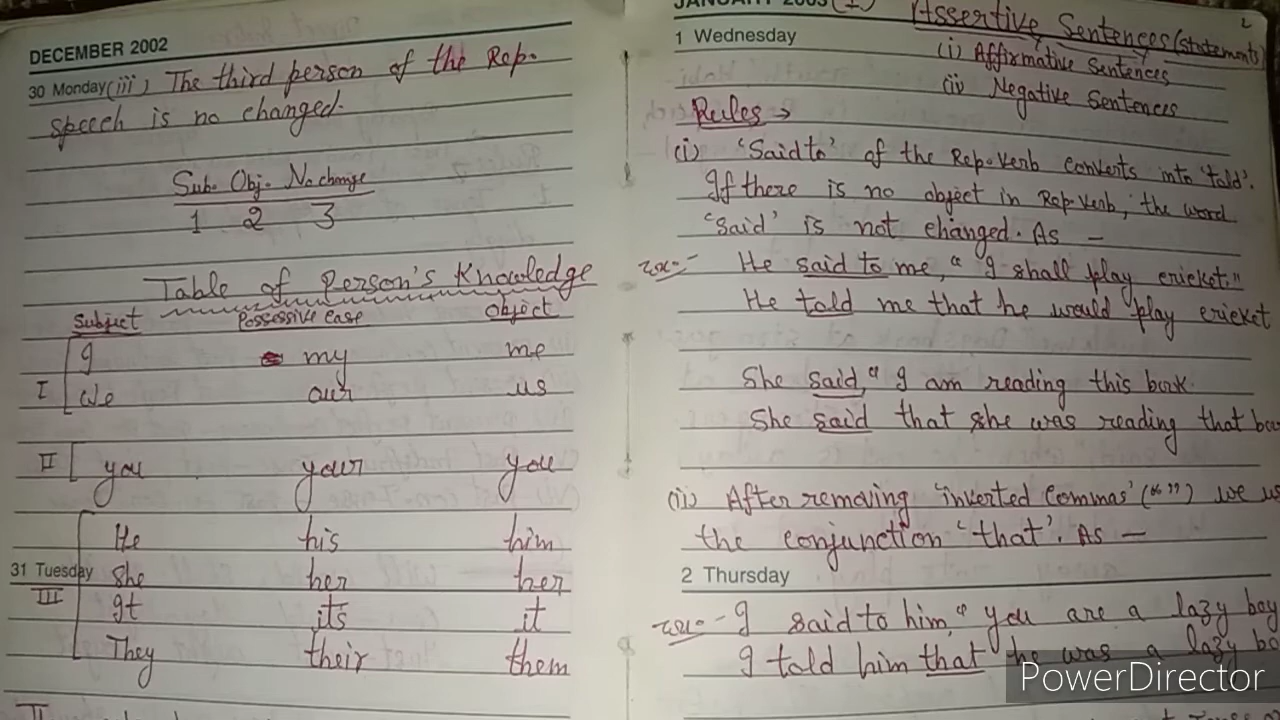 DECEMBER 2002
30 Monday (iii) The third person of the Rep.
speech is no changed.
Sub. Obj. No change
1 2 3
Table of Person's Knowledge
Subject Possessive case Object
I
I my me
We our us
II you your you
He his him
31 Tuesday She her her
III It its it
They their them
JANUARY 2003 (I) Assertive Sentences (Statements) 2
1 Wednesday (i) Affirmative Sentences
(ii) Negative Sentences
Rules →
(i) 'Said to' of the Rep. verb converts into 'told'.
If there is no object in Rep. verb, the word
'said' is not changed. As —
Ex:- He said to me, "I shall play cricket."
He told me that he would play cricket
She said, "I am reading this book.
She said that she was reading that
(ii) After removing 'inverted commas' (“ ”) we
the conjunction 'that'. As —
2 Thursday
Ex:- I said to him, "you are a lazy boy
I told him that he was a lazy
PowerDirector